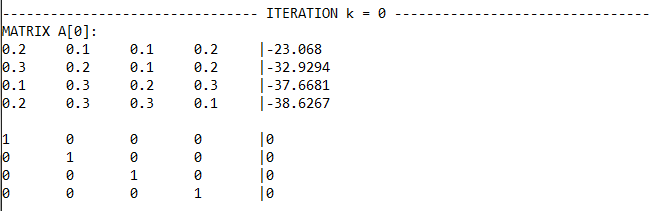 -------------------------------- ITERATION k = 0 --------------------------------
MATRIX A[0]:
0.2 0.1 0.1 0.2 |-23.068
0.3 0.2 0.1 0.2 |-32.9294
0.1 0.3 0.2 0.3 |-37.6681
0.2 0.3 0.3 0.1 |-38.6267
1 0 0 0 |0
0 1 0 0 |0
0 0 1 0 |0
0 0 0 1 |0